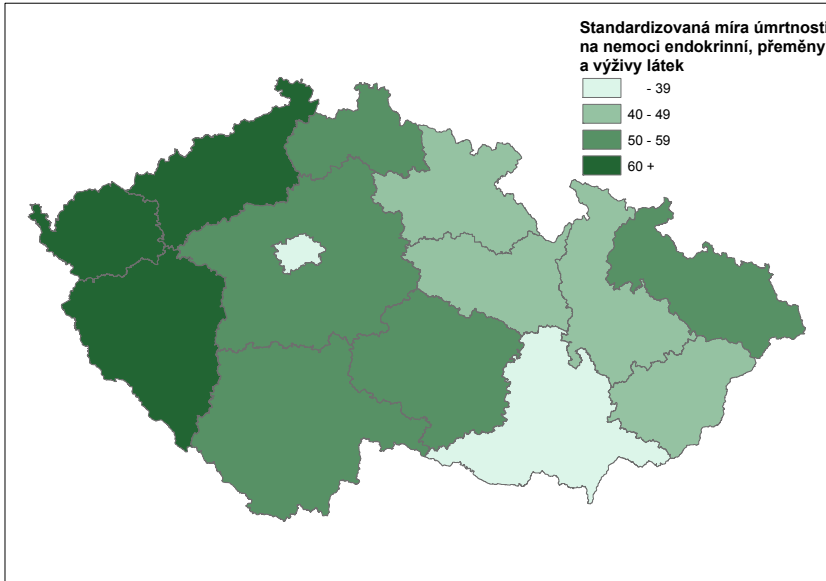 Standardizovaná míra úmrtnosti
na nemoci endokrinní, přeměny
a výživy látek
- 39
40 - 49
50 - 59
60 +